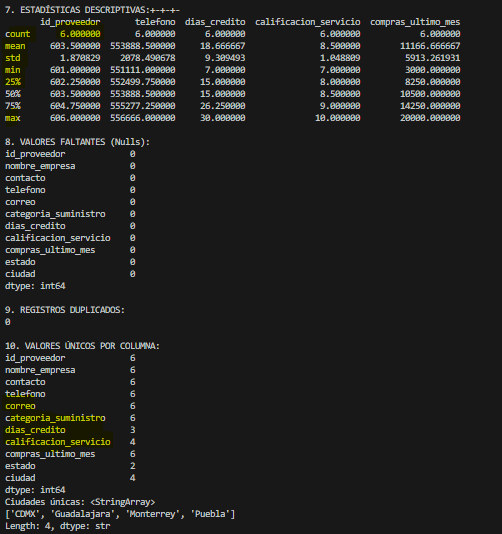 7. ESTADÍSTICAS DESCRIPTIVAS:+-+-+-
id_proveedor telefono dias_credito calificacion_servicio compras_ultimo_mes
count 6.000000 6.000000 6.000000 6.000000 6.000000
mean 603.500000 553888.500000 18.666667 8.500000 11166.666667
std 1.870829 2078.490678 9.309493 1.048809 5913.261931
min 601.000000 551111.000000 7.000000 7.000000 3000.000000
25% 602.250000 552499.750000 15.000000 8.000000 8250.000000
50% 603.500000 553888.500000 15.000000 8.500000 10500.000000
75% 604.750000 555277.250000 26.250000 9.000000 14250.000000
max 606.000000 556666.000000 30.000000 10.000000 20000.000000
8. VALORES FALTANTES (Nulls):
id_proveedor 0
nombre_empresa 0
contacto 0
telefono 0
correo 0
categoria_suministro 0
dias_credito 0
calificacion_servicio 0
compras_ultimo_mes 0
estado 0
ciudad 0
dtype: int64
9. REGISTROS DUPLICADOS:
0
10. VALORES ÚNICOS POR COLUMNA:
id_proveedor 6
nombre_empresa 6
contacto 6
telefono 6
correo 6
categoria_suministro 6
dias_credito 3
calificacion_servicio 4
compras_ultimo_mes 6
estado 2
ciudad 4
dtype: int64
Ciudades únicas: <StringArray>
['CDMX', 'Guadalajara', 'Monterrey', 'Puebla']
Length: 4, dtype: str